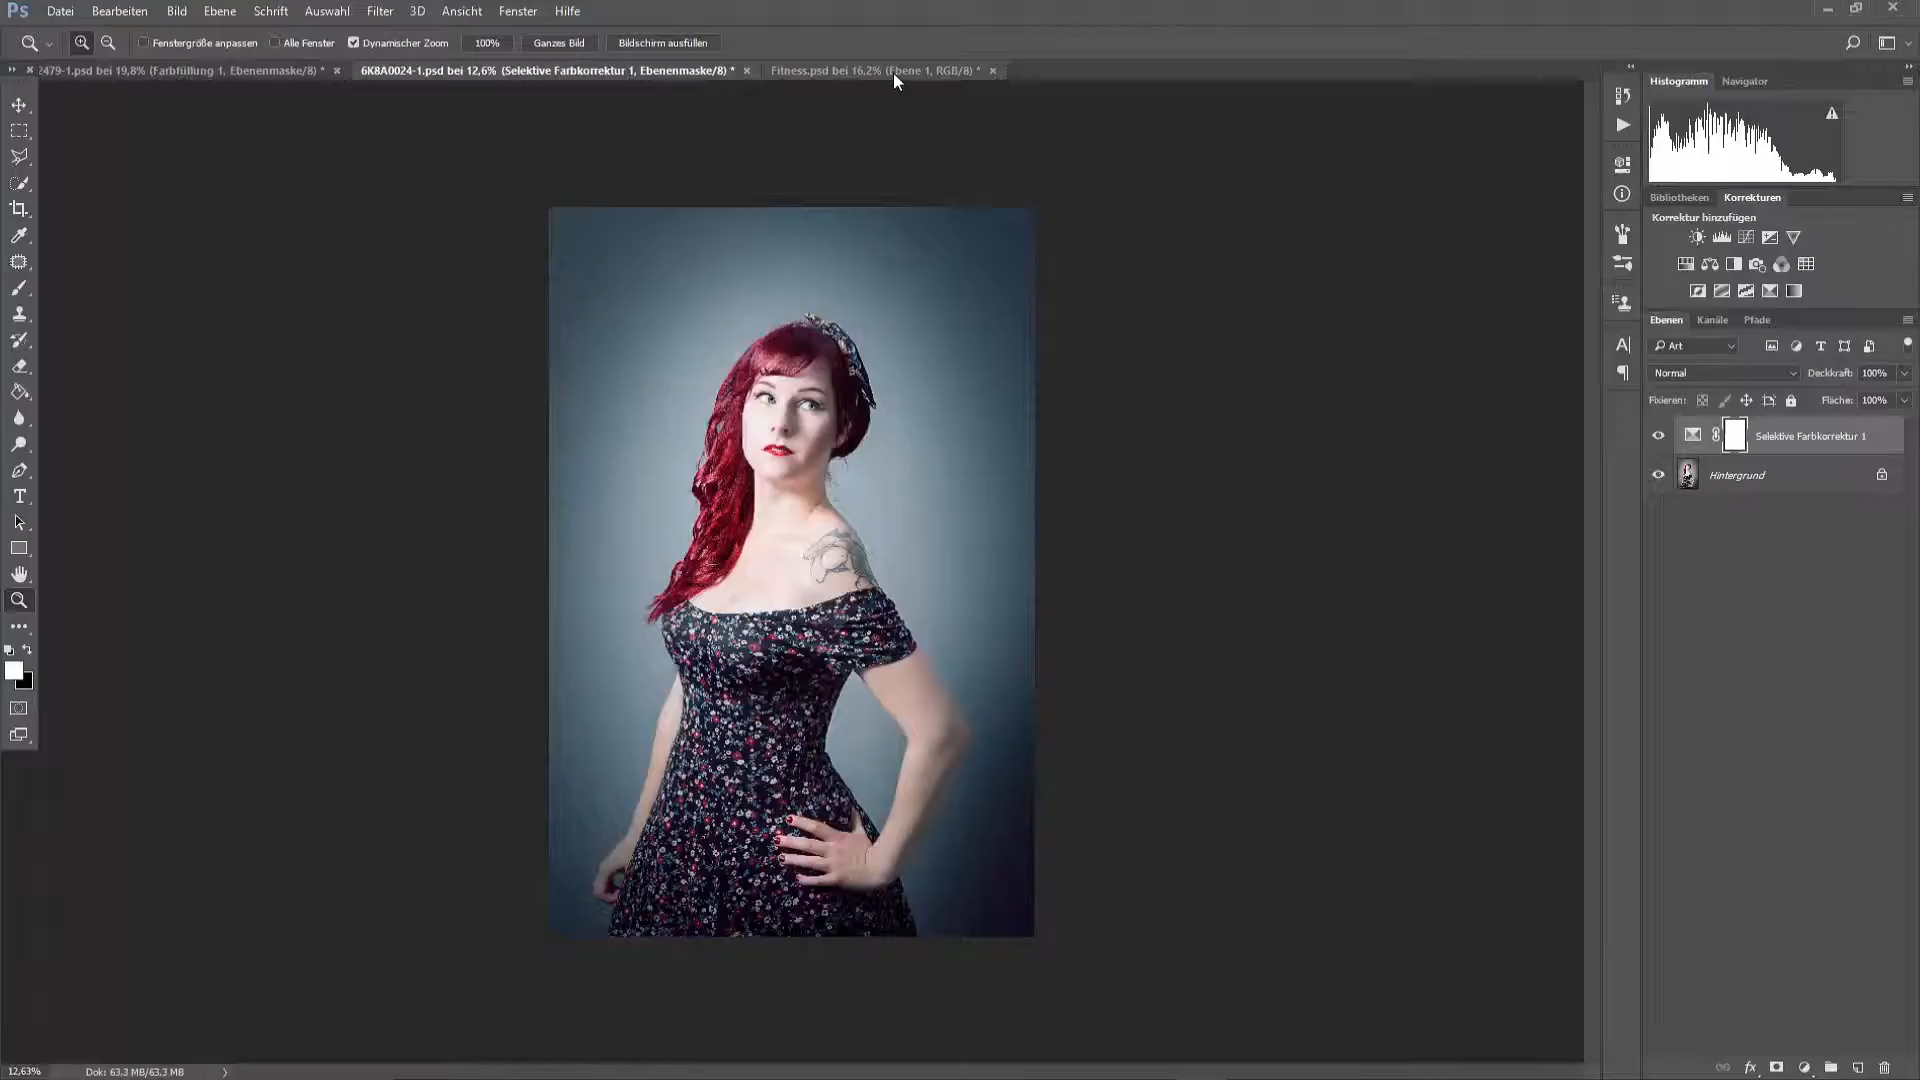 Ps Datei Bearbeiten Bild Ebene Schrift Auswahl Filter 3D Ansicht Fenster Hilfe
Fenstergröße anpassen Alle Fenster Dynamischer Zoom 100% Ganzes Bild Bildschirm ausfüllen
2479-1.psd bei 19,8% (Farbfüllung 1, Ebenenmaske/8) * × 6K8A0024-1.psd bei 12,6% (Selektive Farbkorrektur 1, Ebenenmaske/8) * × Fitness.psd bei 16,2% (Ebene 1, RGB/8) * ×
Histogramm Navigator
Bibliotheken Korrekturen
Korrektur hinzufügen
Ebenen Kanäle Pfade
Art
Normal Deckkraft: 100%
Fixieren: Fläche: 100%
Selektive Farbkorrektur 1
Hintergrund
12,63% Dok: 63,3 MB/63,3 MB